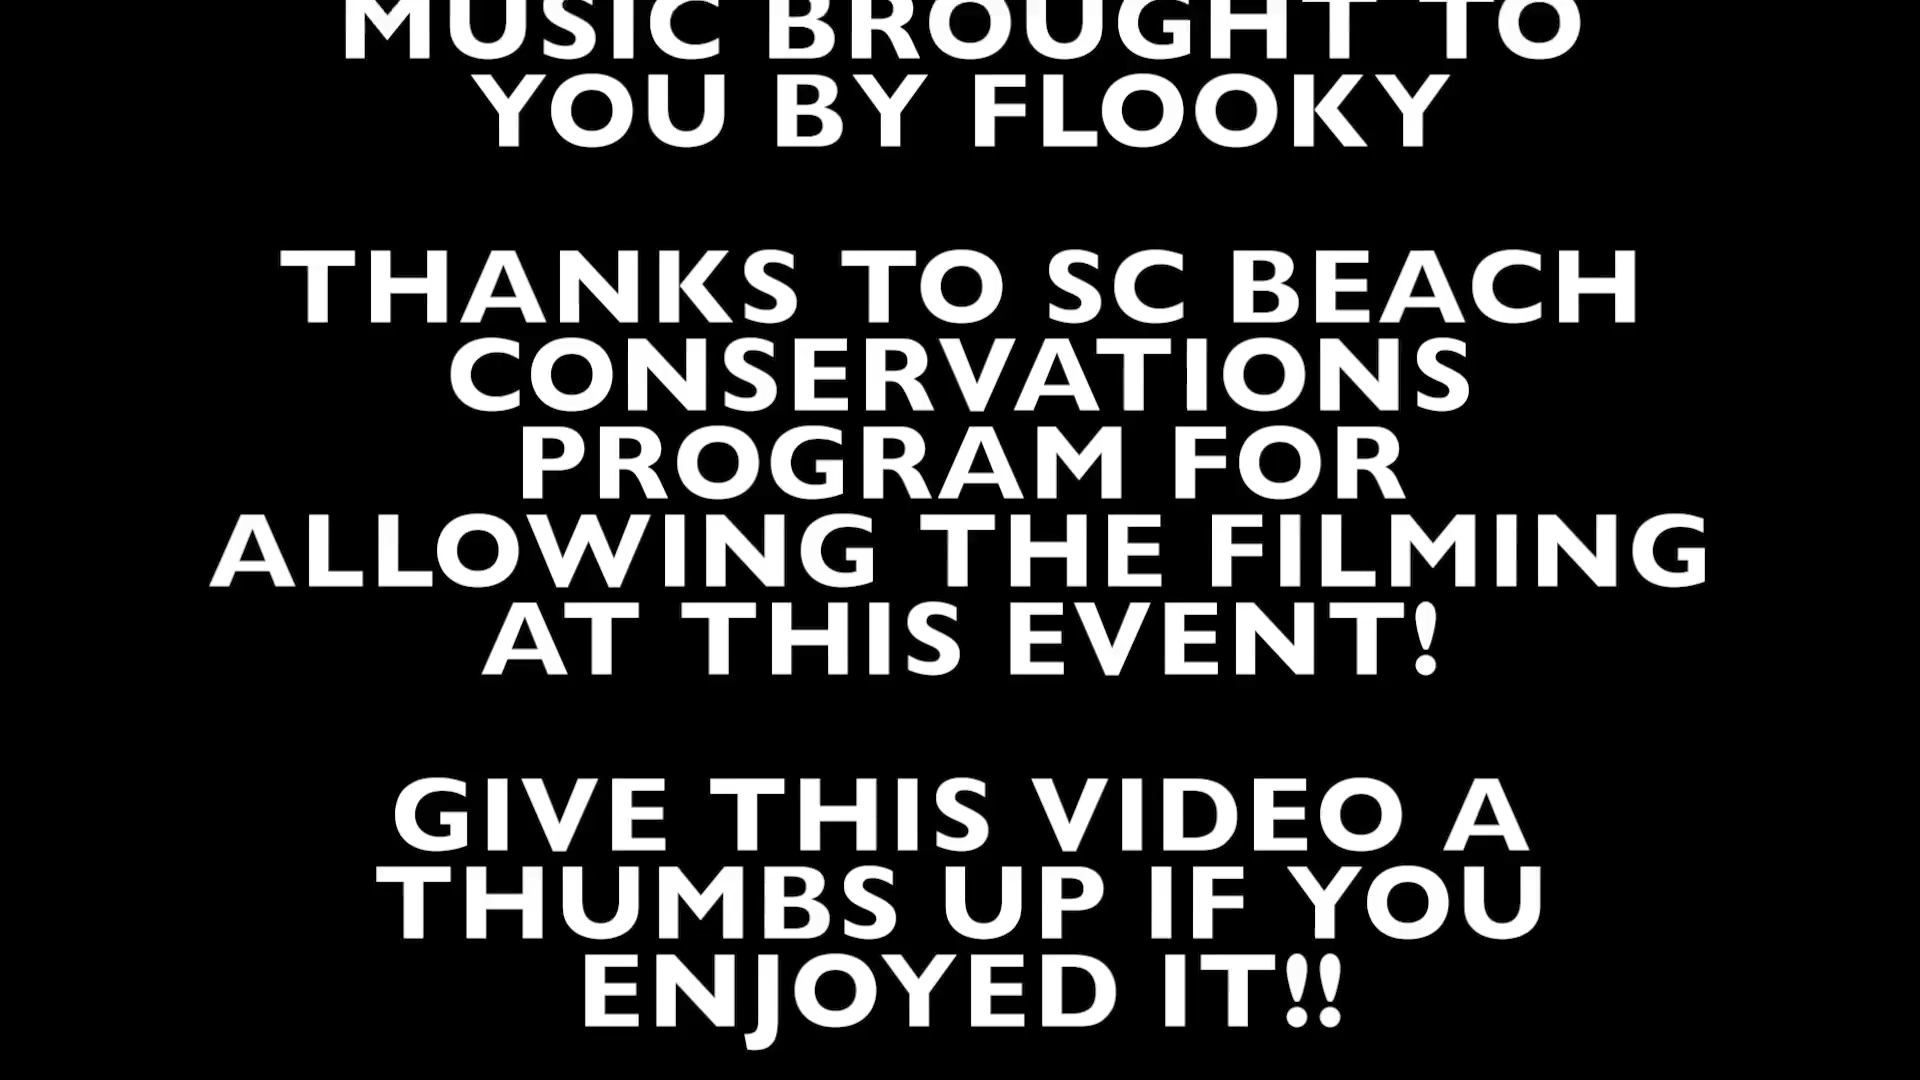 MUSIC BROUGHT TO
YOU BY FLOOKY
THANKS TO SC BEACH
CONSERVATIONS
PROGRAM FOR
ALLOWING THE FILMING
AT THIS EVENT!
GIVE THIS VIDEO A
THUMBS UP IF YOU
ENJOYED IT!!